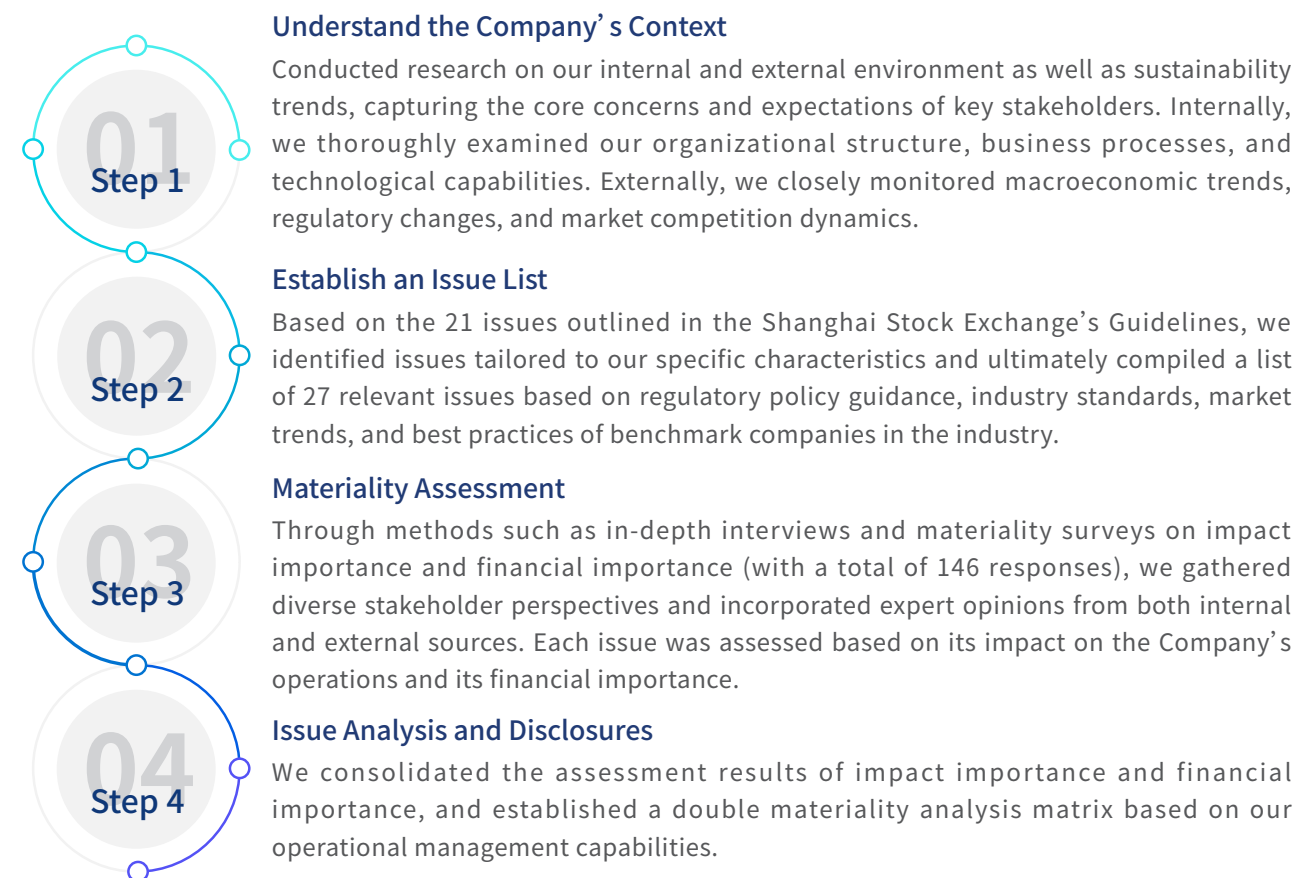 Understand the Company's Context
01
Step 1
Conducted research on our internal and external environment as well as sustainability
trends, capturing the core concerns and expectations of key stakeholders. Internally,
we thoroughly examined our organizational structure, business processes, and
technological capabilities. Externally, we closely monitored macroeconomic trends,
regulatory changes, and market competition dynamics.
Establish an Issue List
02
Step 2
Based on the 21 issues outlined in the Shanghai Stock Exchange's Guidelines, we
identified issues tailored to our specific characteristics and ultimately compiled a list
of 27 relevant issues based on regulatory policy guidance, industry standards, market
trends, and best practices of benchmark companies in the industry.
Materiality Assessment
03
Step 3
Through methods such as in-depth interviews and materiality surveys on impact
importance and financial importance (with a total of 146 responses), we gathered
diverse stakeholder perspectives and incorporated expert opinions from both internal
and external sources. Each issue was assessed based on its impact on the Company's
operations and its financial importance.
Issue Analysis and Disclosures
04
Step 4
We consolidated the assessment results of impact importance and financial
importance, and established a double materiality analysis matrix based on our
operational management capabilities.